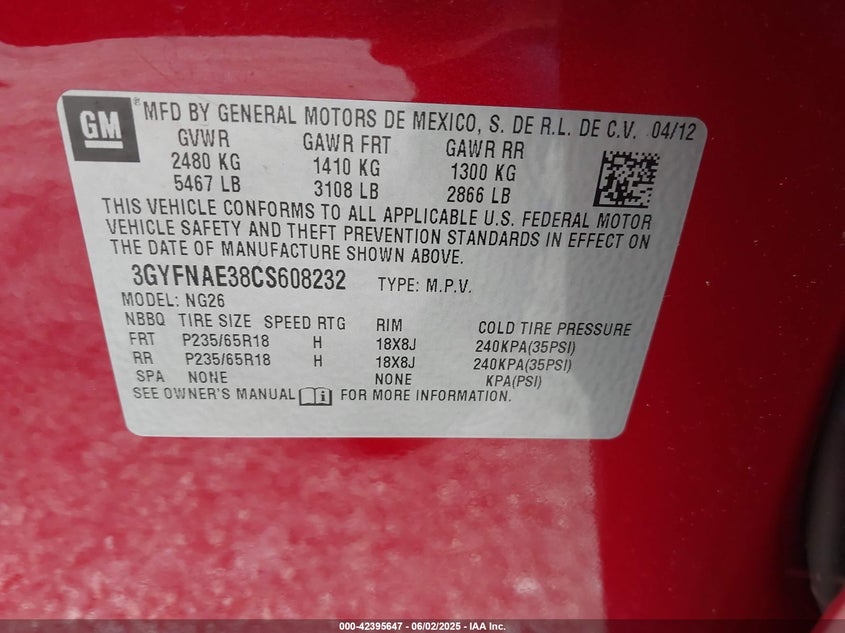 GM ® MFD BY GENERAL MOTORS DE MEXICO, S. DE R.L. DE C.V. 04/12
GVWR GAWR FRT GAWR RR
2480 KG 1410 KG 1300 KG
5467 LB 3108 LB 2866 LB
THIS VEHICLE CONFORMS TO ALL APPLICABLE U.S. FEDERAL MOTOR
VEHICLE SAFETY AND THEFT PREVENTION STANDARDS IN EFFECT ON
THE DATE OF MANUFACTURE SHOWN ABOVE.
3GYFNAE38CS608232 TYPE: M.P.V.
MODEL: NG26
NBBQ TIRE SIZE SPEED RTG RIM COLD TIRE PRESSURE
FRT P235/65R18 H 18X8J 240KPA(35PSI)
RR P235/65R18 H 18X8J 240KPA(35PSI)
SPA NONE NONE KPA(PSI)
SEE OWNER'S MANUAL i FOR MORE INFORMATION.
000-42395647 | 06/02/2025 | IAA Inc.